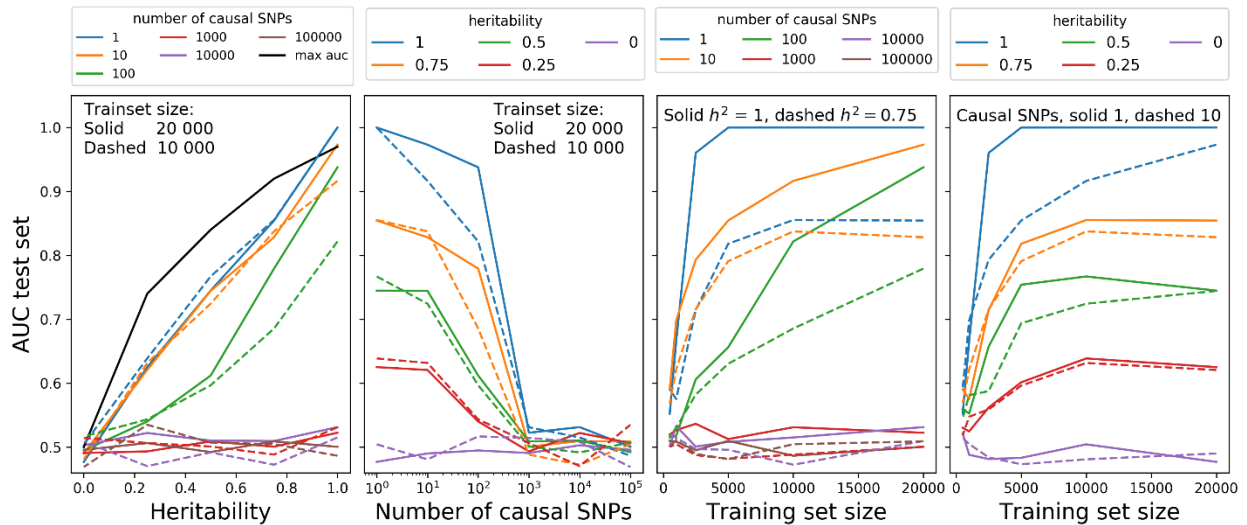 number of causal SNPs
1 1000 100000
10 10000 max auc
100
heritability
1 0.5 0
0.75 0.25
number of causal SNPs
1 100 10000
10 1000 100000
heritability
1 0.5 0
0.75 0.25
Trainset size:
Solid 20 000
Dashed 10 000
Trainset size:
Solid 20 000
Dashed 10 000
Solid h² = 1, dashed h² = 0.75
Causal SNPs, solid 1, dashed 10
AUC test set
1.0
0.9
0.8
0.7
0.6
0.5
0.0 0.2 0.4 0.6 0.8 1.0
Heritability
10⁰ 10¹ 10² 10³ 10⁴ 10⁵
Number of causal SNPs
0 5000 10000 15000 20000
Training set size
0 5000 10000 15000 20000
Training set size